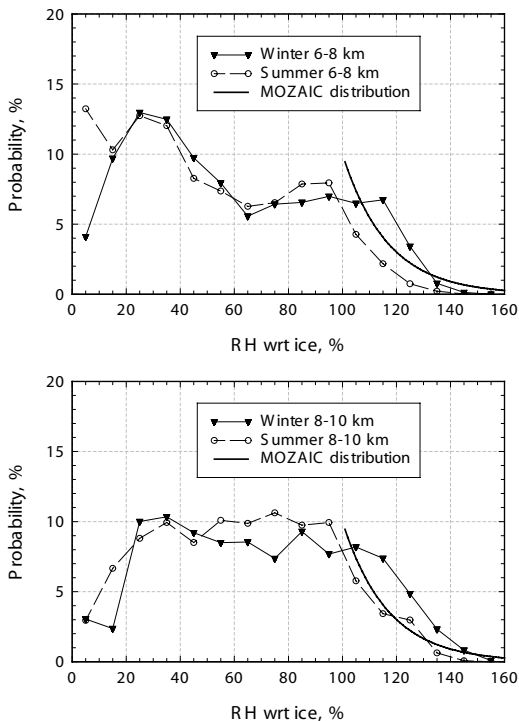 20
15
10
5
0
Probability, %
Winter 6-8 km
Summer 6-8 km
MOZAIC distribution
0 20 40 60 80 100 120 140 160
RH wrt ice, %
20
15
10
5
0
Probability, %
Winter 8-10 km
Summer 8-10 km
MOZAIC distribution
0 20 40 60 80 100 120 140 160
RH wrt ice, %